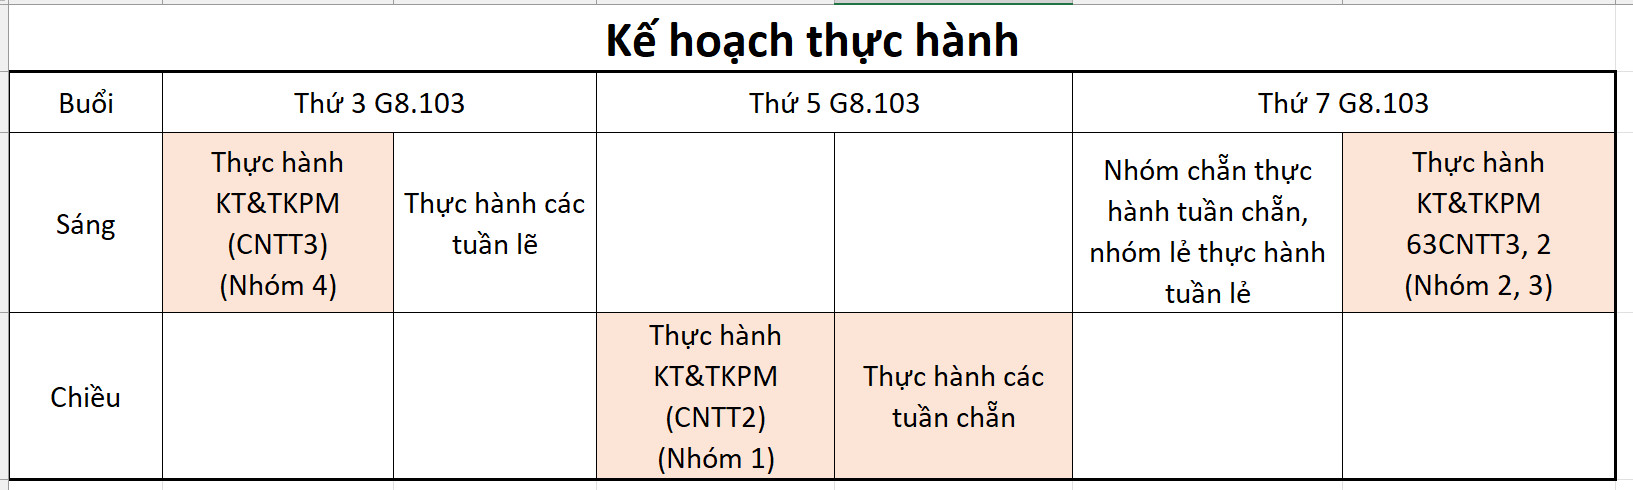 Kế hoạch thực hành
Buổi
Thứ 3 G8.103
Thứ 5 G8.103
Thứ 7 G8.103
Sáng
Thực hành
KT&TKPM
(CNTT3)
(Nhóm 4)
Thực hành các
tuần lẽ
Nhóm chẵn thực
hành tuần chẵn,
nhóm lẻ thực hành
tuần lẻ
Thực hành
KT&TKPM
63CNTT3, 2
(Nhóm 2, 3)
Chiều
Thực hành
KT&TKPM
(CNTT2)
(Nhóm 1)
Thực hành các
tuần chẵn